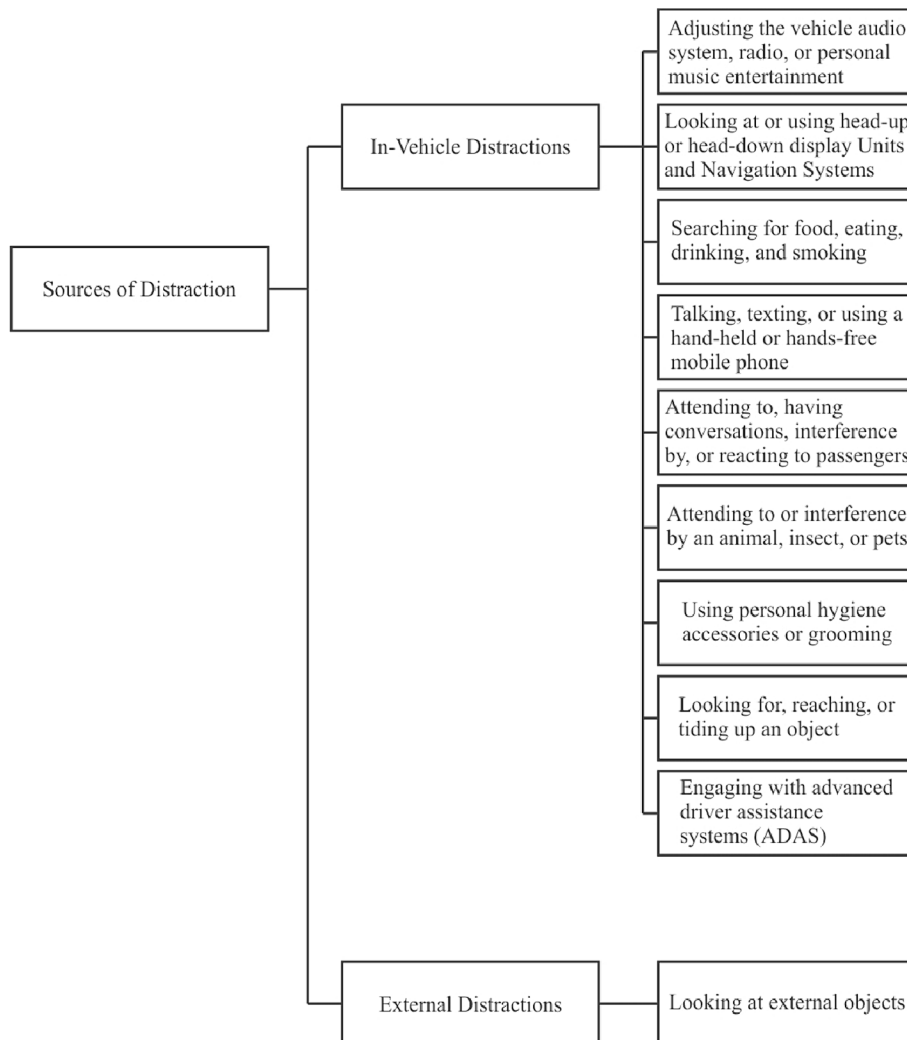 Adjusting the vehicle audio
system, radio, or personal
music entertainment
In-Vehicle Distractions
Looking at or using head-up
or head-down display Units
and Navigation Systems
Searching for food, eating,
drinking, and smoking
Sources of Distraction
Talking, texting, or using a
hand-held or hands-free
mobile phone
Attending to, having
conversations, interference
by, or reacting to passengers
Attending to or interference
by an animal, insect, or pets
Using personal hygiene
accessories or grooming
Looking for, reaching, or
tiding up an object
Engaging with advanced
driver assistance
systems (ADAS)
External Distractions
Looking at external objects